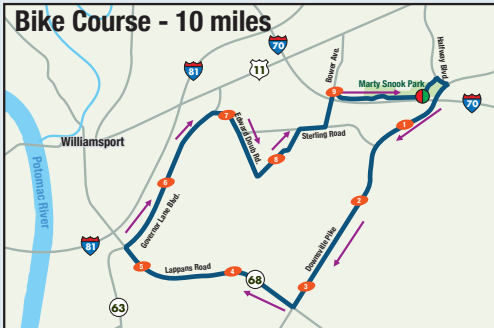 Bike Course - 10 miles
70
81
11
Bower Ave.
Halfway Blvd.
Marty Snook Park
9
70
7
1
Edward Doub Rd.
Sterling Road
8
Williamsport
Potomac River
6
Governor Lane Blvd.
2
Downsville Pike
81
5
Lappans Road
4
68
3
63